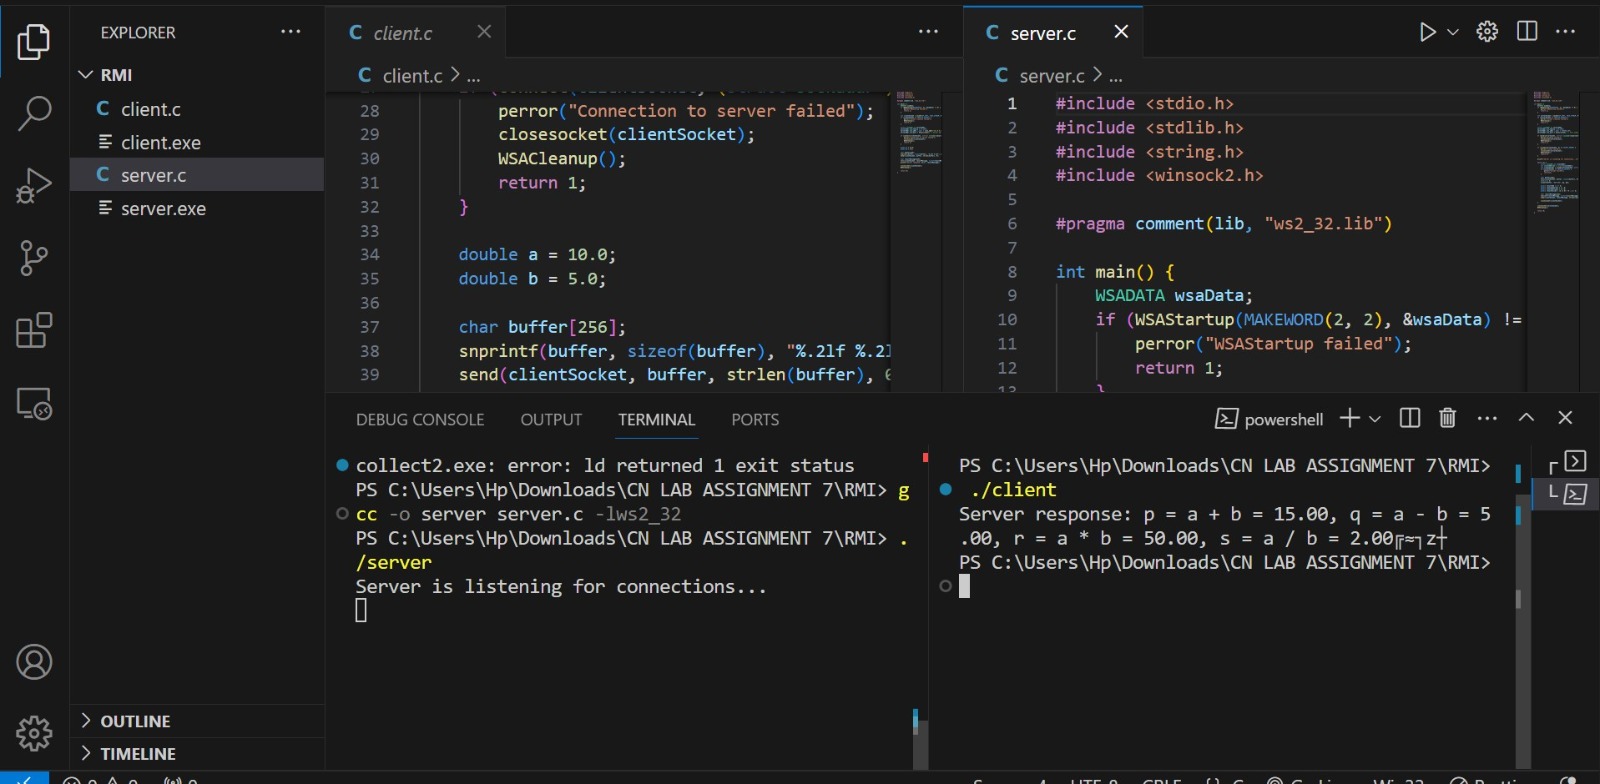 EXPLORER
RMI
C client.c
client.exe
C server.c
server.exe
OUTLINE
TIMELINE
C client.c
C client.c > ...
28 perror("Connection to server failed");
29 closesocket(clientSocket);
30 WSACleanup();
31 return 1;
32 }
33
34 double a = 10.0;
35 double b = 5.0;
36
37 char buffer[256];
38 snprintf(buffer, sizeof(buffer), "%.2lf %.2l
39 send(clientSocket, buffer, strlen(buffer), 0
C server.c
C server.c > ...
1 #include <stdio.h>
2 #include <stdlib.h>
3 #include <string.h>
4 #include <winsock2.h>
5
6 #pragma comment(lib, "ws2_32.lib")
7
8 int main() {
9 WSADATA wsaData;
10 if (WSAStartup(MAKEWORD(2, 2), &wsaData) !=
11 perror("WSAStartup failed");
12 return 1;
13 }
DEBUG CONSOLE OUTPUT TERMINAL PORTS
powershell
collect2.exe: error: ld returned 1 exit status
PS C:\Users\Hp\Downloads\CN LAB ASSIGNMENT 7\RMI> g
cc -o server server.c -lws2_32
PS C:\Users\Hp\Downloads\CN LAB ASSIGNMENT 7\RMI> .
/server
Server is listening for connections...
PS C:\Users\Hp\Downloads\CN LAB ASSIGNMENT 7\RMI>
./client
Server response: p = a + b = 15.00, q = a - b = 5
.00, r = a * b = 50.00, s = a / b = 2.00╔≈┐z┼
PS C:\Users\Hp\Downloads\CN LAB ASSIGNMENT 7\RMI>